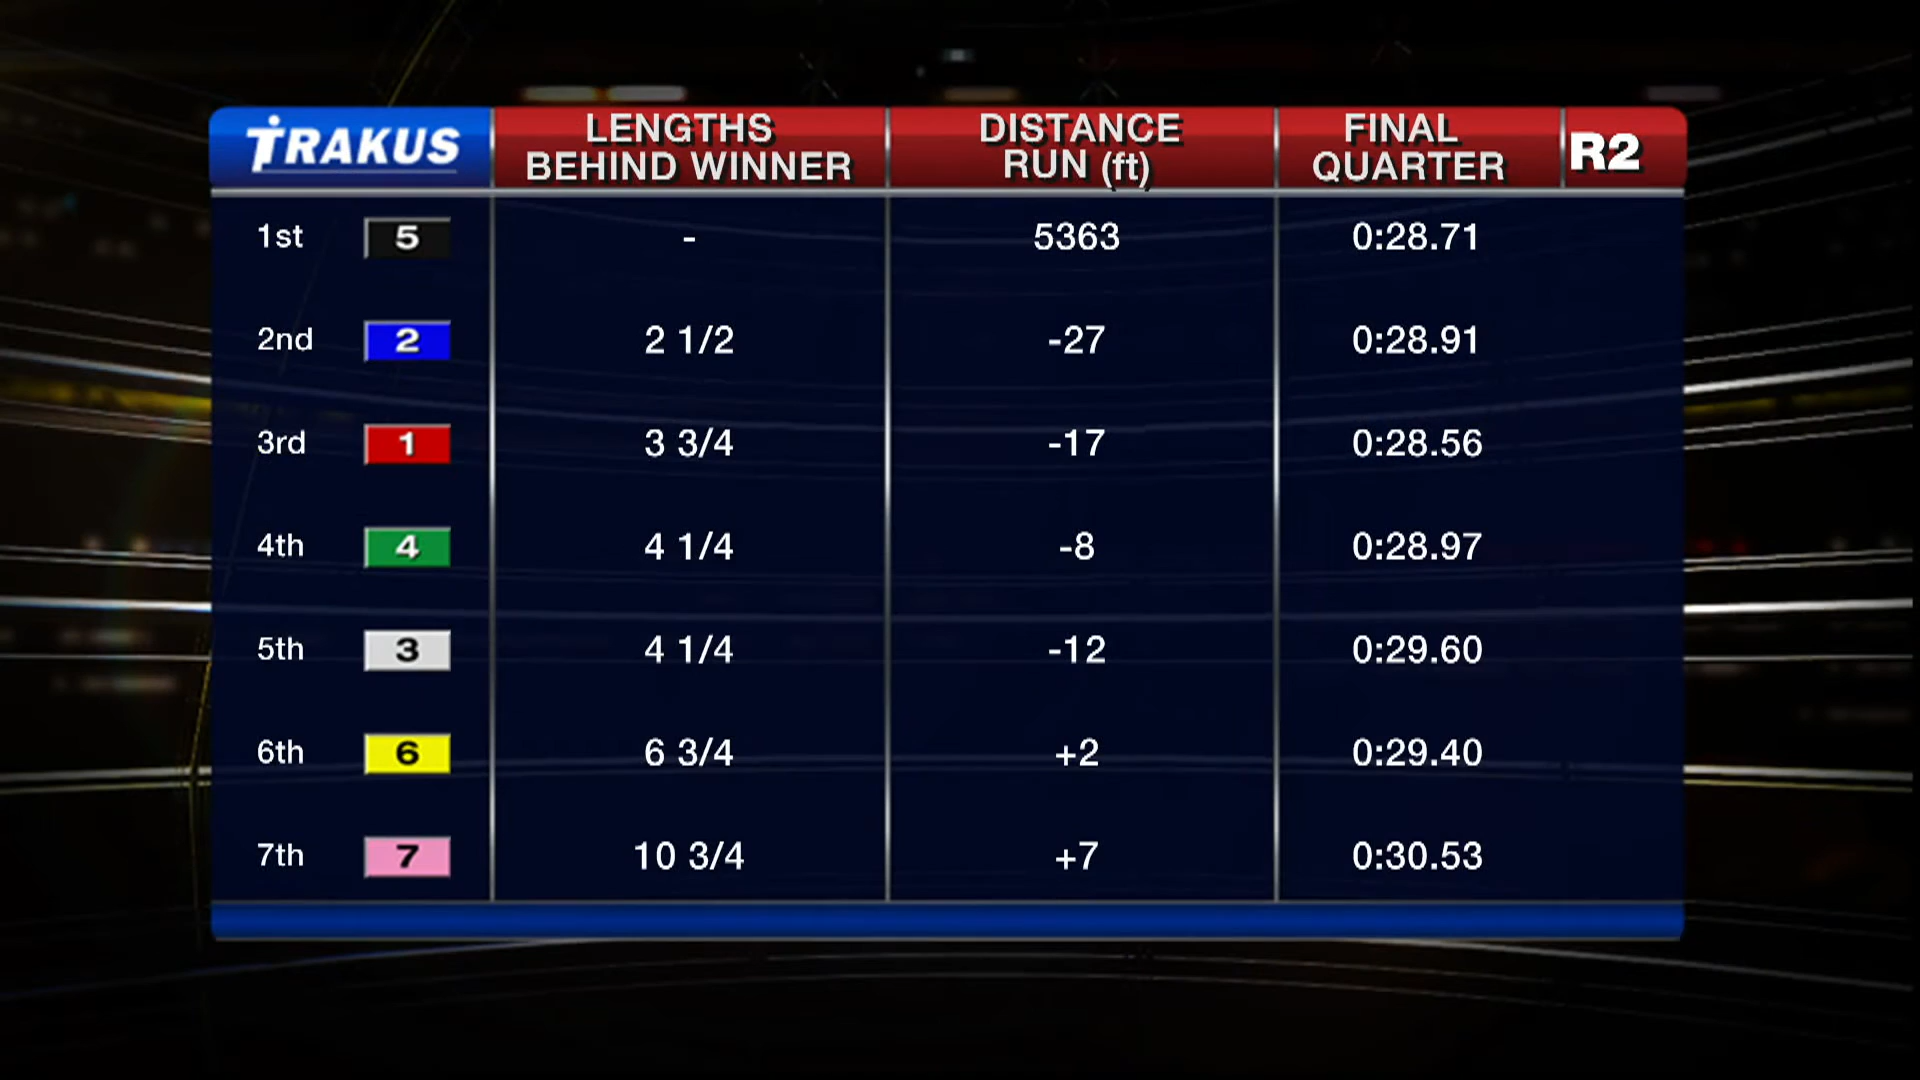 TRAKUS
LENGTHS
BEHIND WINNER
DISTANCE
RUN (ft)
FINAL
QUARTER
R2
1st 5 - 5363 0:28.71
2nd 2 2 1/2 -27 0:28.91
3rd 1 3 3/4 -17 0:28.56
4th 4 4 1/4 -8 0:28.97
5th 3 4 1/4 -12 0:29.60
6th 6 6 3/4 +2 0:29.40
7th 7 10 3/4 +7 0:30.53